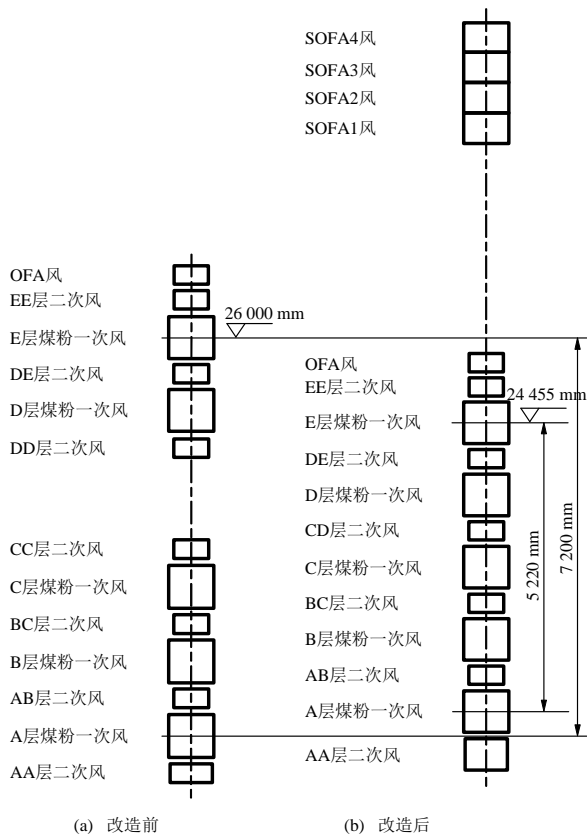 SOFA4风
SOFA3风
SOFA2风
SOFA1风
OFA风
EE层二次风
E层煤粉一次风
DE层二次风
D层煤粉一次风
DD层二次风
CC层二次风
C层煤粉一次风
BC层二次风
B层煤粉一次风
AB层二次风
A层煤粉一次风
AA层二次风
26 000 mm
OFA风
EE二次风
E层煤粉一次风
DE层二次风
D层煤粉一次风
CD层二次风
C层煤粉一次风
BC层二次风
B层煤粉一次风
AB层二次风
A层煤粉一次风
AA层二次风
24 455 mm
5 220 mm
7 200 mm
(a) 改造前
(b) 改造后